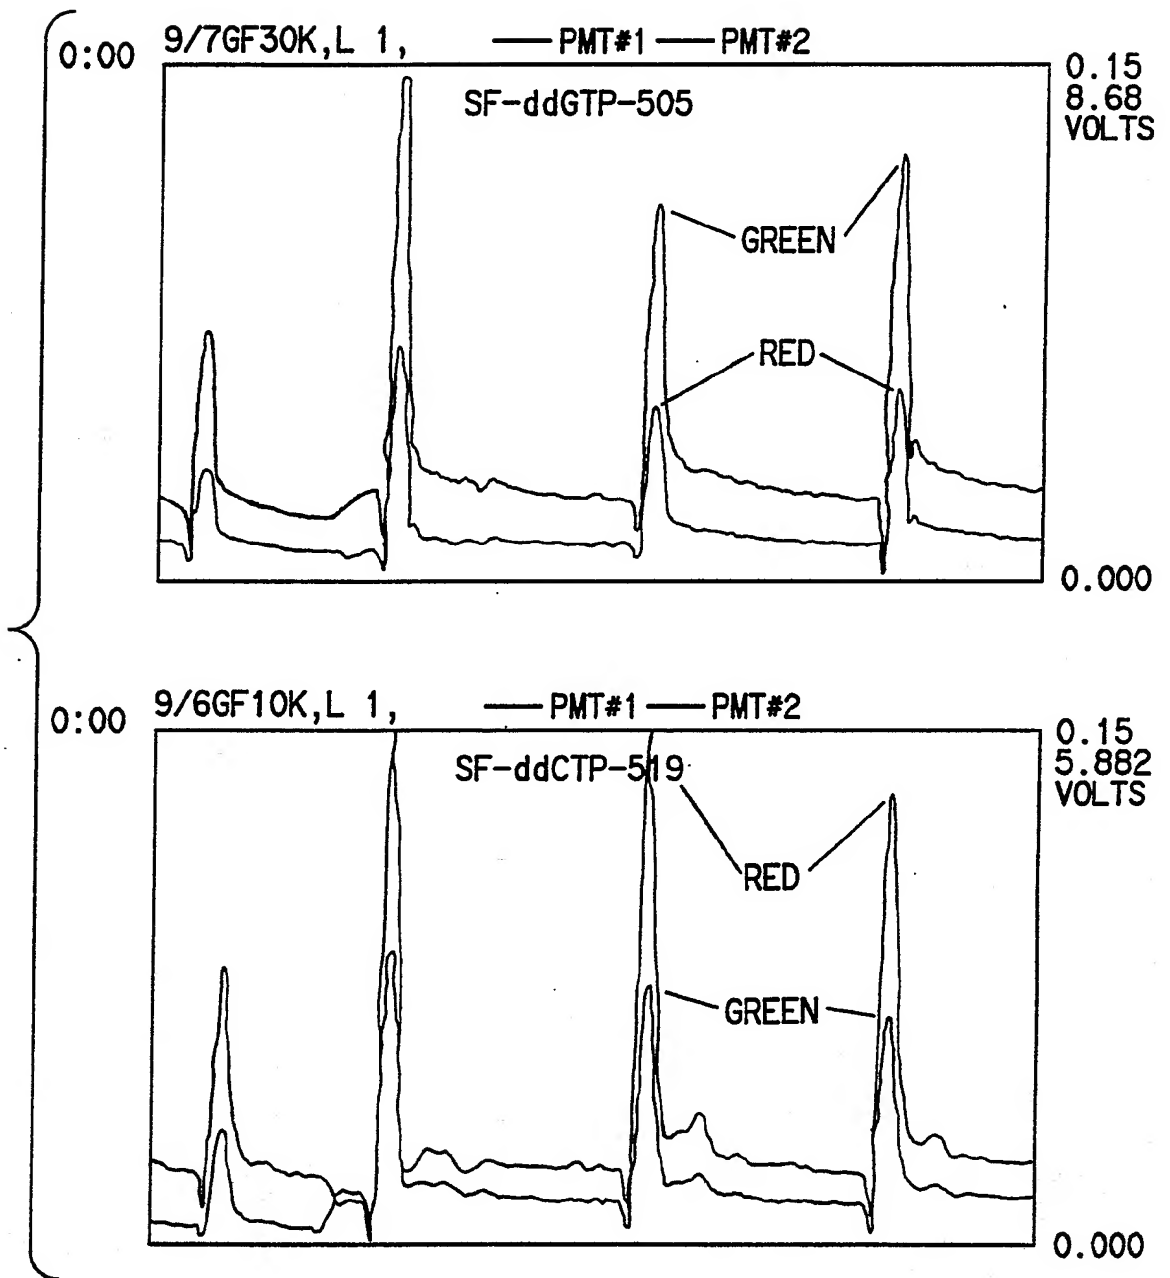 9/7GF30K,L 1, PMT#1 PMT#2
0:00
0.15
8.68
VOLTS
SF-ddGTP-505
GREEN
RED
0.000
9/6GF10K,L 1, PMT#1 PMT#2
0:00
0.15
5.882
VOLTS
SF-ddCTP-519
RED
GREEN
0.000